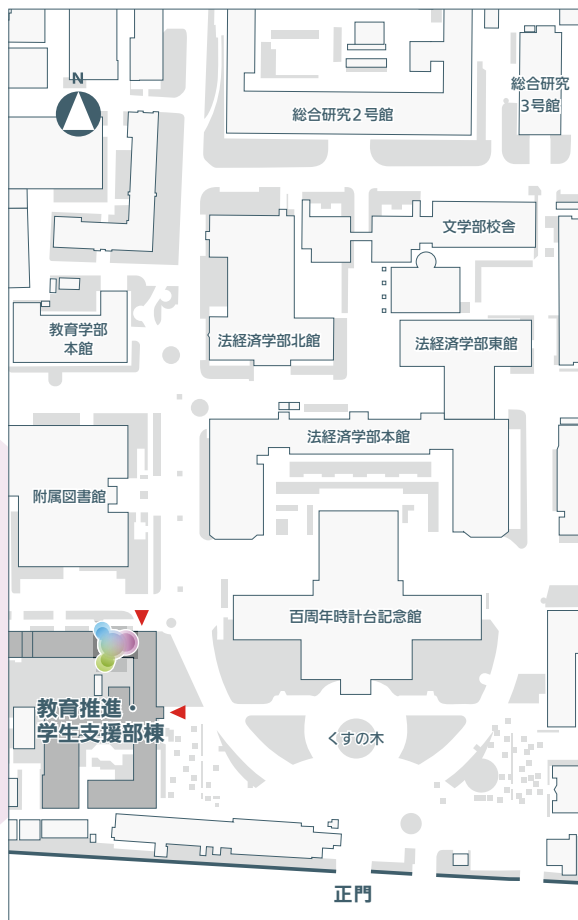 N
総合研究2号館
総合研究
3号館
文学部校舎
教育学部
本館
法経済学部北館
法経済学部東館
法経済学部本館
附属図書館
百周年時計台記念館
教育推進・
学生支援部棟
くすの木
正門